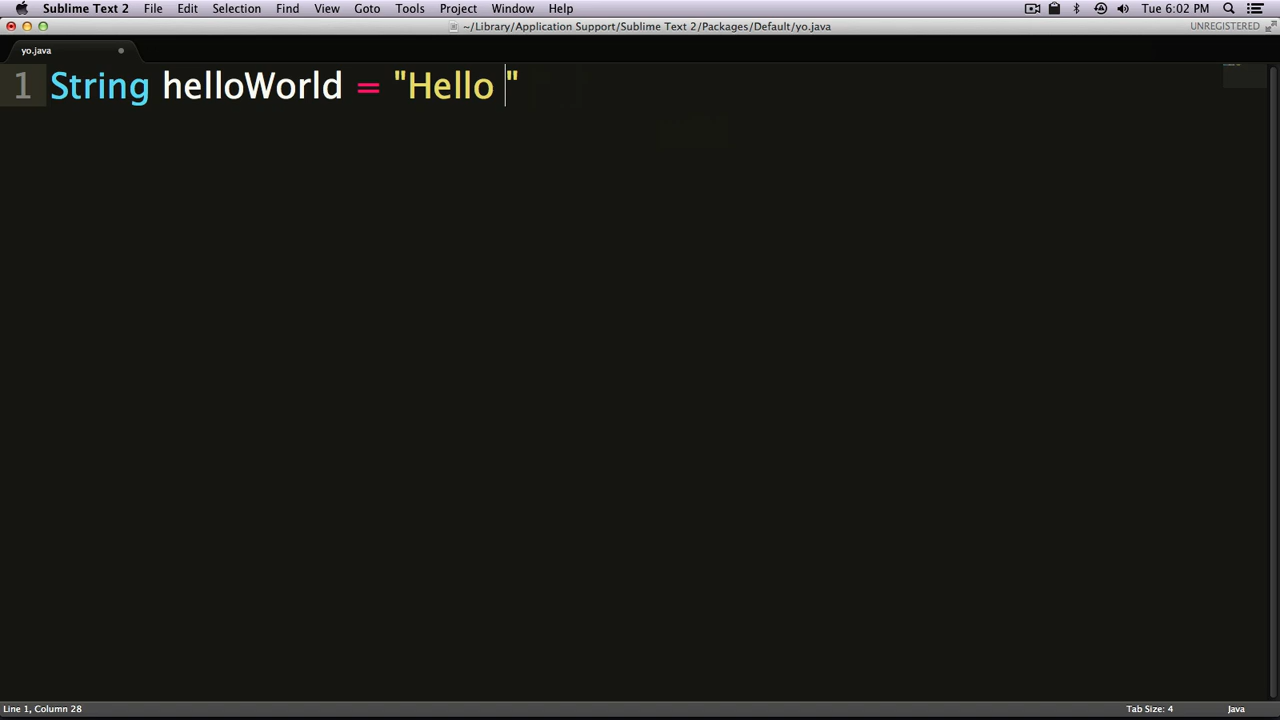 Sublime Text 2 File Edit Selection Find View Goto Tools Project Window Help Tue 6:02 PM
~/Library/Application Support/Sublime Text 2/Packages/Default/yo.java UNREGISTERED
yo.java
1 String helloWorld = "Hello "
Line 1, Column 28 Tab Size: 4 Java